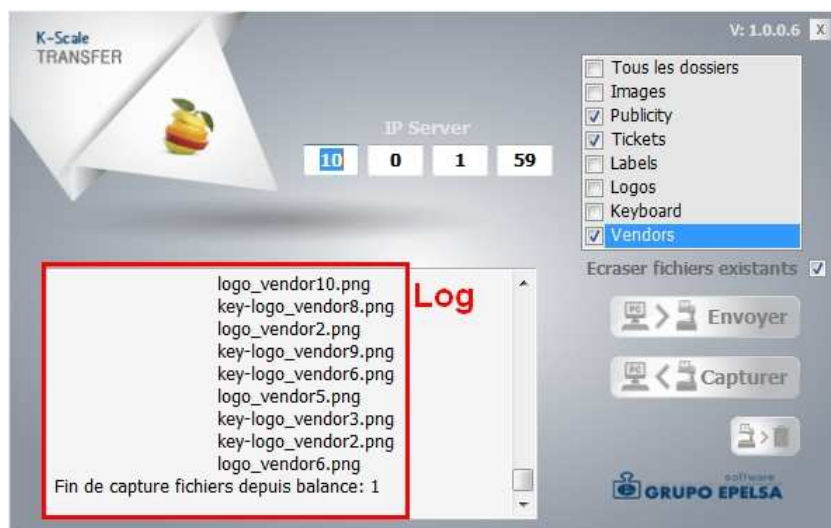 K-Scale
TRANSFER
V: 1.0.0.6 X
IP Server
10 0 1 59
Tous les dossiers
Images
Publicity
Tickets
Labels
Logos
Keyboard
Vendors
Ecraser fichiers existants
logo_vendor10.png
key-logo_vendor8.png
logo_vendor2.png
key-logo_vendor9.png
key-logo_vendor6.png
logo_vendor5.png
key-logo_vendor3.png
key-logo_vendor2.png
logo_vendor6.png
Fin de capture fichiers depuis balance: 1
Log
PC > Envoyer
PC < Capturer
>
software
GRUPO EPELSA